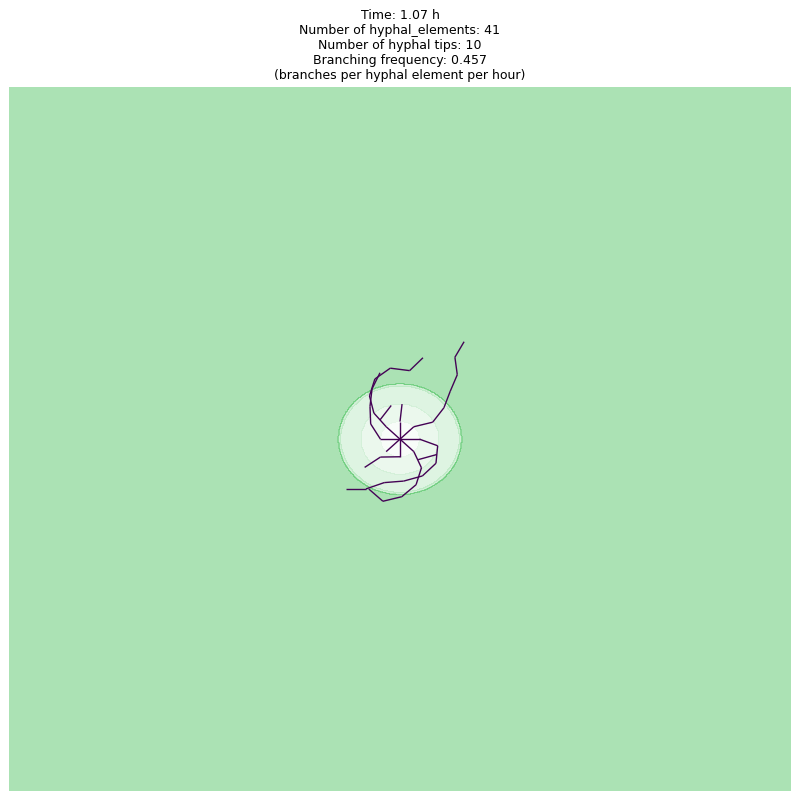 Time: 1.07 h
Number of hyphal_elements: 41
Number of hyphal tips: 10
Branching frequency: 0.457
(branches per hyphal element per hour)